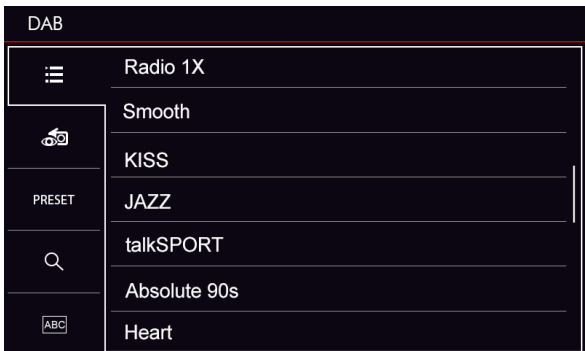 DAB
Radio 1X
Smooth
KISS
PRESET
JAZZ
talkSPORT
Absolute 90s
ABC
Heart